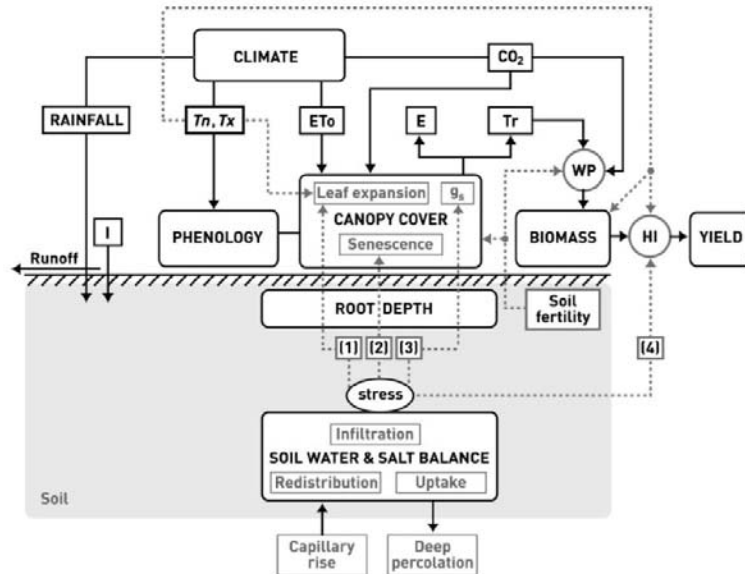 CLIMATE
CO₂
RAINFALL
Tn, Tx
ETo
E
Tr
WP
Leaf expansion
gₛ
CANOPY COVER
Senescence
PHENOLOGY
I
BIOMASS
HI
YIELD
Runoff
ROOT DEPTH
Soil
fertility
(1)
(2)
(3)
(4)
stress
Infiltration
SOIL WATER & SALT BALANCE
Redistribution
Uptake
Soil
Capillary
rise
Deep
percolation